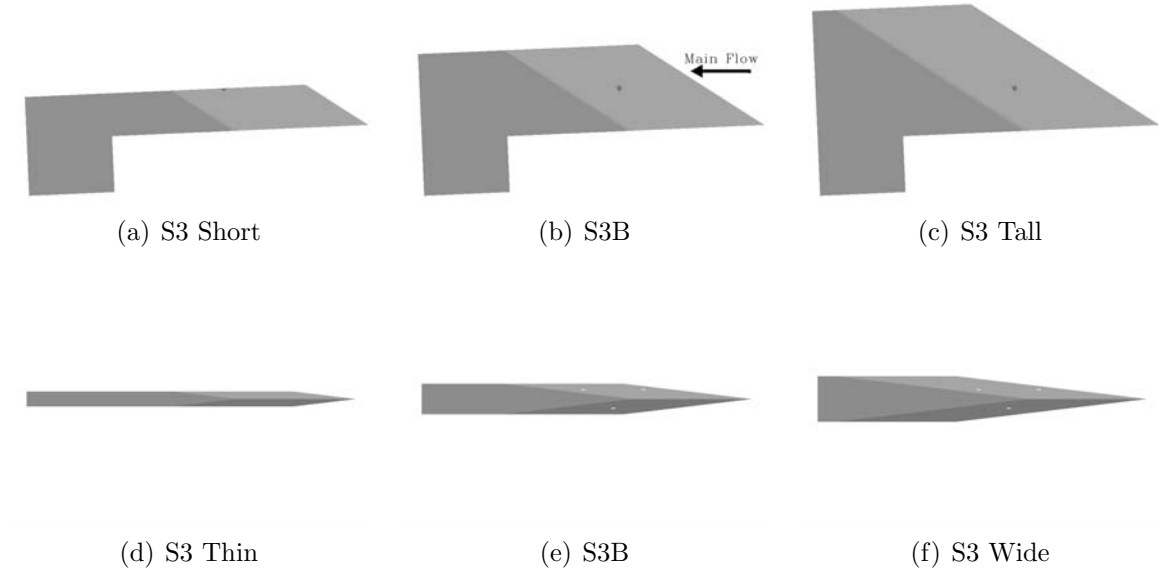 Main Flow
(a) S3 Short
(b) S3B
(c) S3 Tall
(d) S3 Thin
(e) S3B
(f) S3 Wide